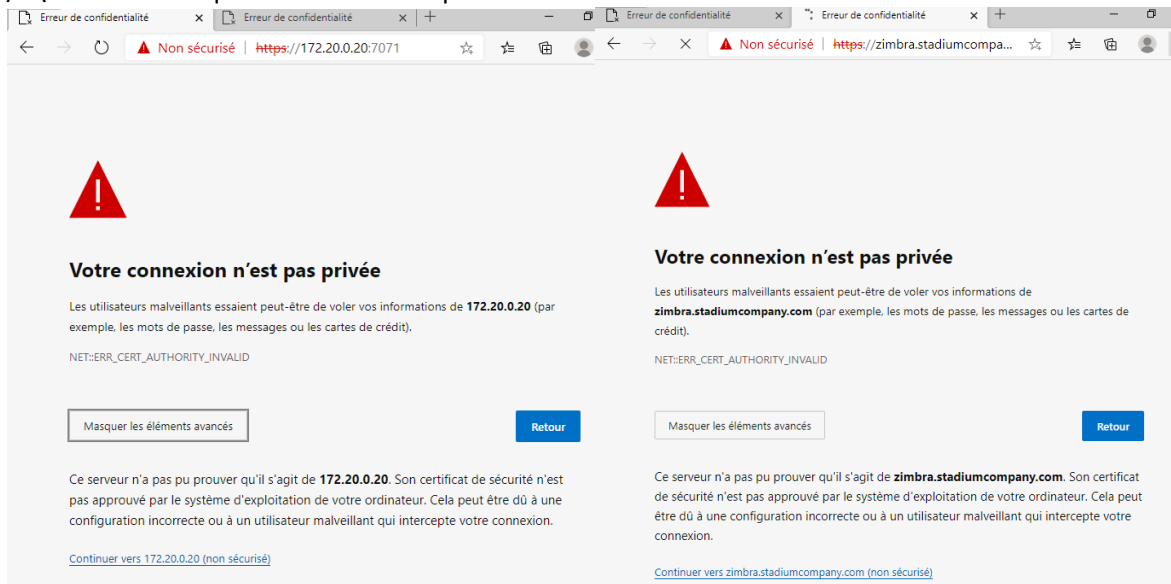 Erreur de confidentialité
Erreur de confidentialité
Non sécurisé | https://172.20.0.20:7071
Votre connexion n'est pas privée
Les utilisateurs malveillants essaient peut-être de voler vos informations de 172.20.0.20 (par
exemple, les mots de passe, les messages ou les cartes de crédit).
NET::ERR_CERT_AUTHORITY_INVALID
Masquer les éléments avancés
Retour
Ce serveur n'a pas pu prouver qu'il s'agit de 172.20.0.20. Son certificat de sécurité n'est
pas approuvé par le système d'exploitation de votre ordinateur. Cela peut être dû à une
configuration incorrecte ou à un utilisateur malveillant qui intercepte votre connexion.
Continuer vers 172.20.0.20 (non sécurisé)
Erreur de confidentialité
Erreur de confidentialité
Non sécurisé | https://zimbra.stadiumcompa...
Votre connexion n'est pas privée
Les utilisateurs malveillants essaient peut-être de voler vos informations de
zimbra.stadiumcompany.com (par exemple, les mots de passe, les messages ou les cartes de
crédit).
NET::ERR_CERT_AUTHORITY_INVALID
Masquer les éléments avancés
Retour
Ce serveur n'a pas pu prouver qu'il s'agit de zimbra.stadiumcompany.com. Son certificat
de sécurité n'est pas approuvé par le système d'exploitation de votre ordinateur. Cela peut
être dû à une configuration incorrecte ou à un utilisateur malveillant qui intercepte votre
connexion.
Continuer vers zimbra.stadiumcompany.com (non sécurisé)